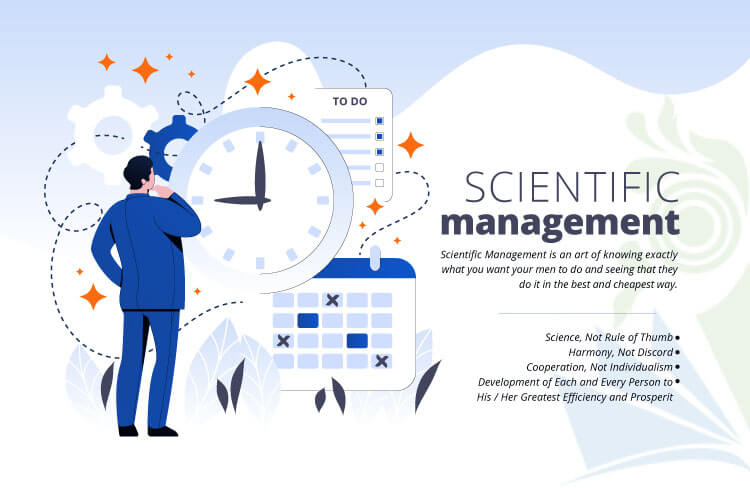 TO DO
SCIENTIFIC
management
Scientific Management is an art of knowing exactly
what you want your men to do and seeing that they
do it in the best and cheapest way.
Science, Not Rule of Thumb
Harmony, Not Discord
Cooperation, Not Individualism
Development of Each and Every Person to
His / Her Greatest Efficiency and Prosperit